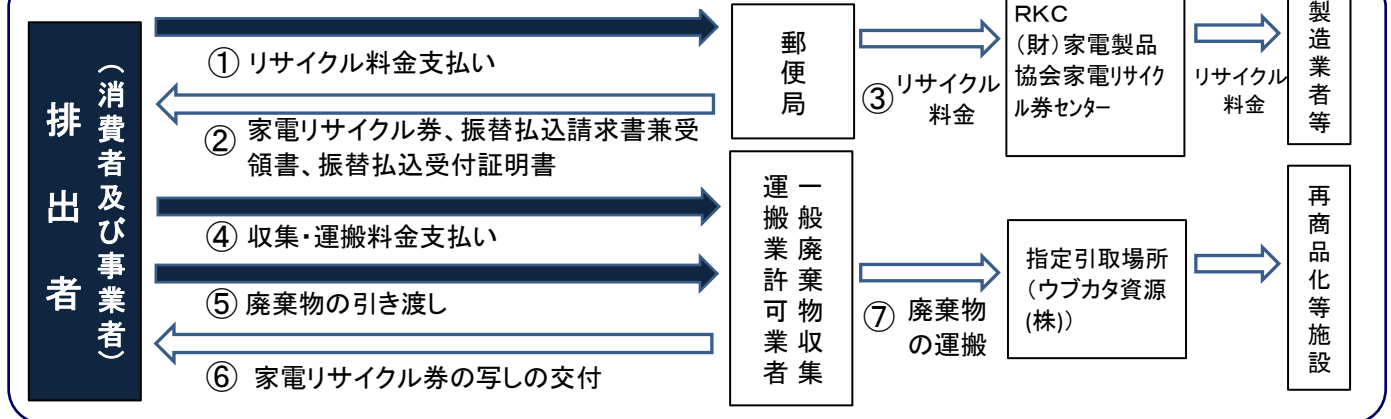 排出者
(消費者及び事業者)
① リサイクル料金支払い
② 家電リサイクル券、振替払込請求書兼受
領書、振替払込受付証明書
④ 収集・運搬料金支払い
⑤ 廃棄物の引き渡し
⑥ 家電リサイクル券の写しの交付
郵便局
③ リサイクル
料金
RKC
(財)家電製品
協会家電リサイク
ル券センター
リサイクル
料金
製造業者等
一般廃棄物収集
運搬業許可業者
⑦ 廃棄物
の運搬
指定引取場所
(ウブカタ資源
(株))
再商品化等施設